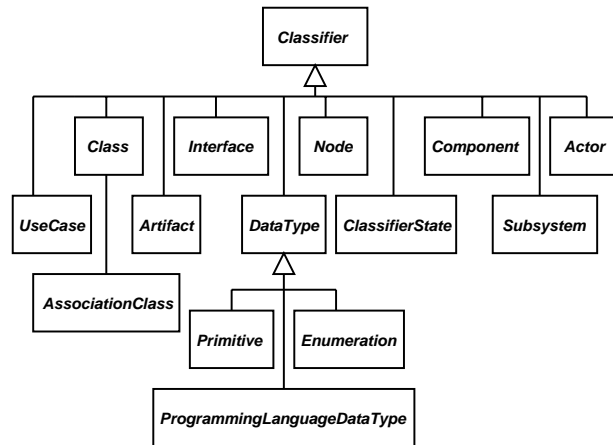 Classifier
Class
Interface
Node
Component
Actor
UseCase
Artifact
DataType
ClassifierState
Subsystem
AssociationClass
Primitive
Enumeration
ProgrammingLanguageDataType